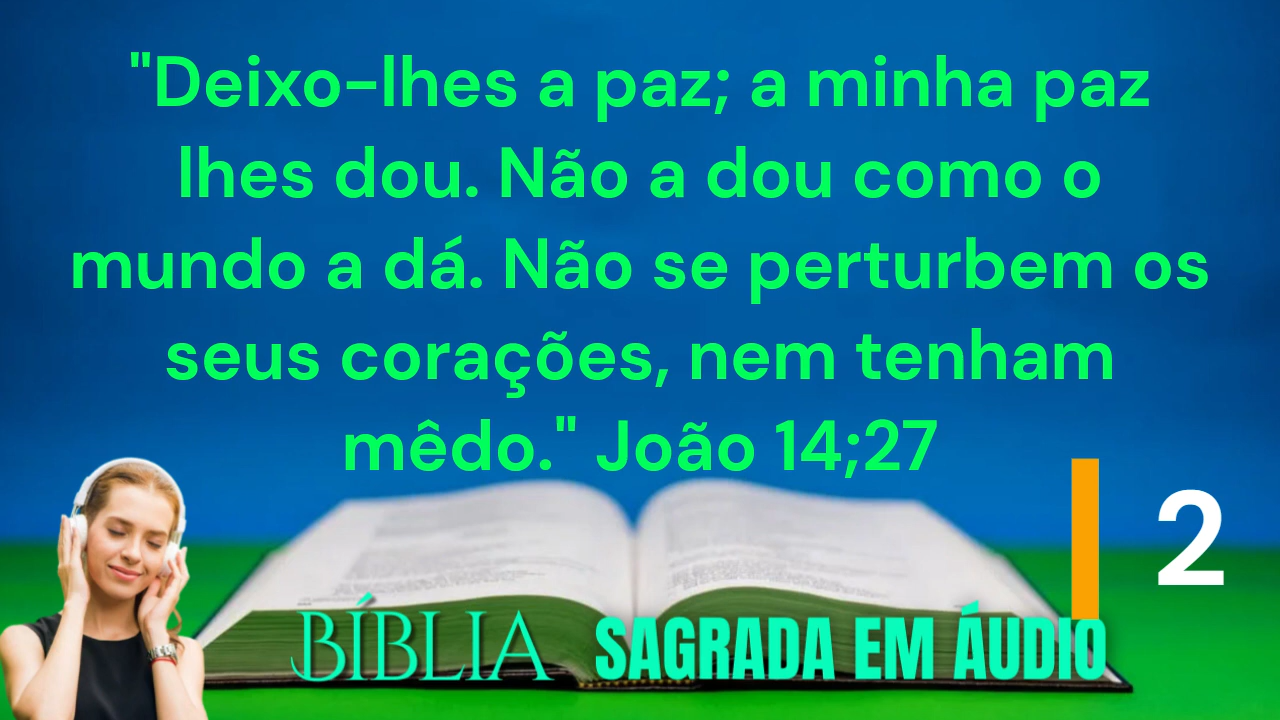 "Deixo-lhes a paz; a minha paz
lhes dou. Não a dou como o
mundo a dá. Não se perturbem os
seus corações, nem tenham
mêdo." João 14;27
2
BÍBLIA SAGRADA EM ÁUDIO